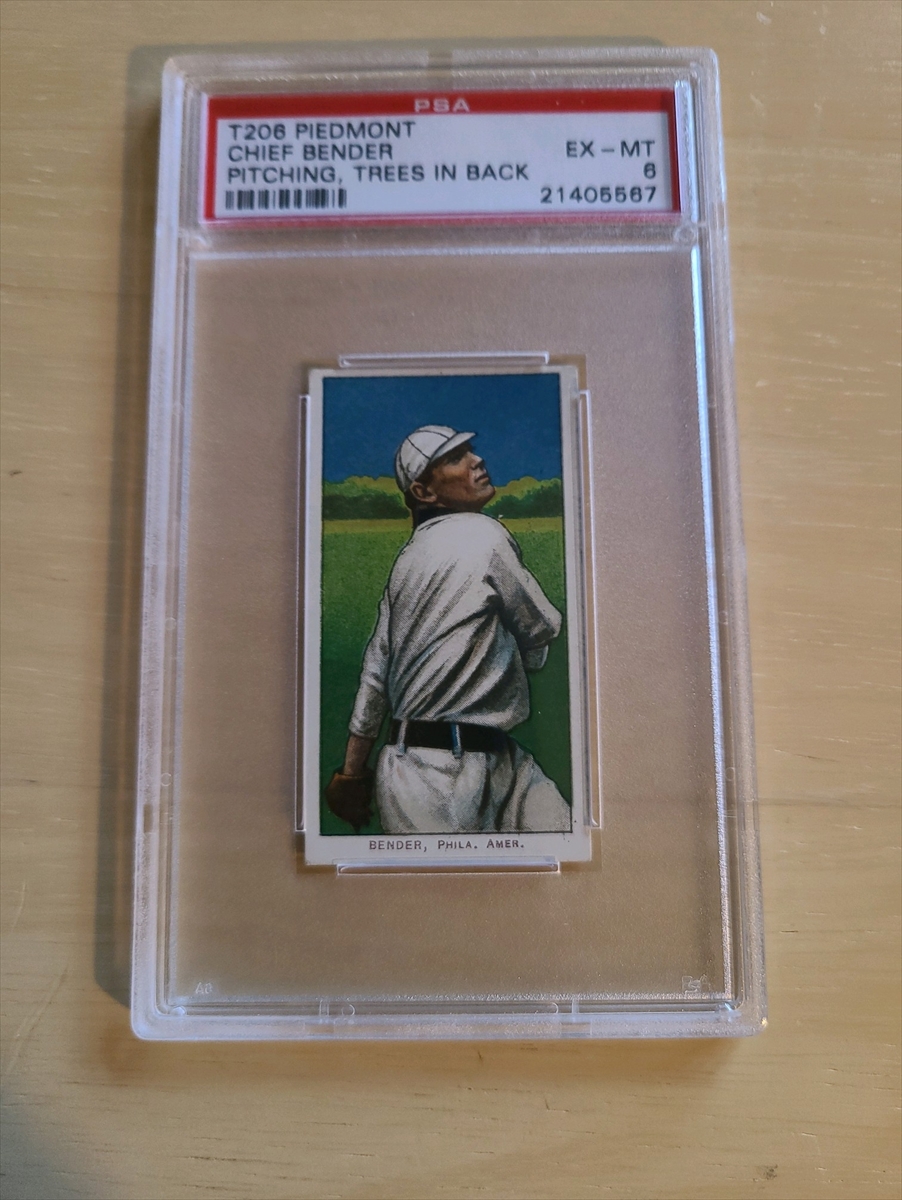 PSA
T206 PIEDMONT
CHIEF BENDER EX - MT
PITCHING, TREES IN BACK 6
21405567
BENDER, PHILA. AMER.